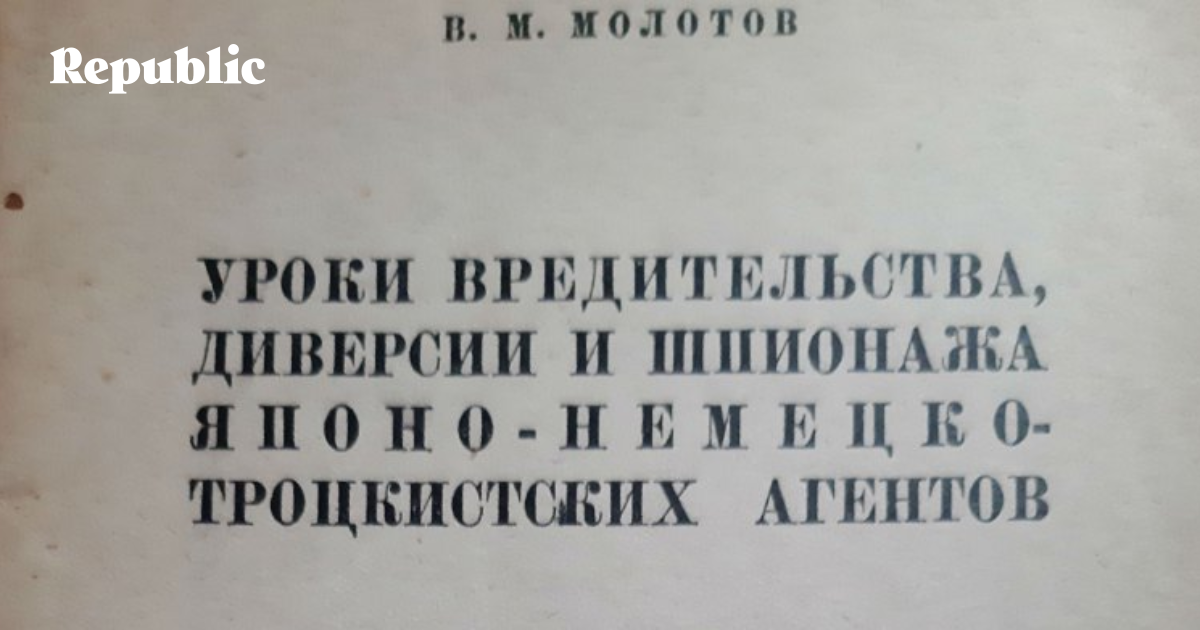 В. М. МОЛОТОВ
Republic
УРОКИ ВРЕДИТЕЛЬСТВА,
ДИВЕРСИИ И ШПИОНАЖА
ЯПОНО-НЕМЕЦКО-
ТРОЦКИСТСКИХ АГЕНТОВ